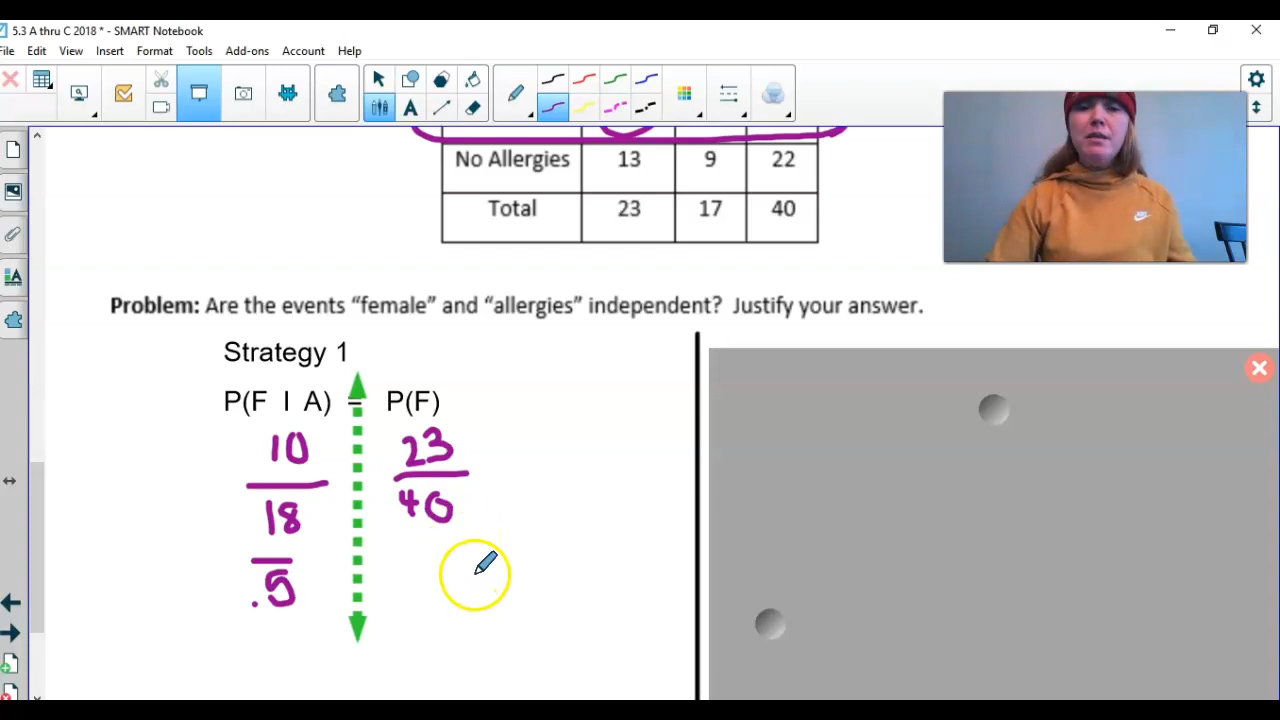 5.3 A thru C 2018 * - SMART Notebook
File Edit View Insert Format Tools Add-ons Account Help
No Allergies 13 9 22
Total 23 17 40
Problem: Are the events “female” and “allergies” independent? Justify your answer.
Strategy 1
P(F I A) = P(F)
10 23
18 40
.5